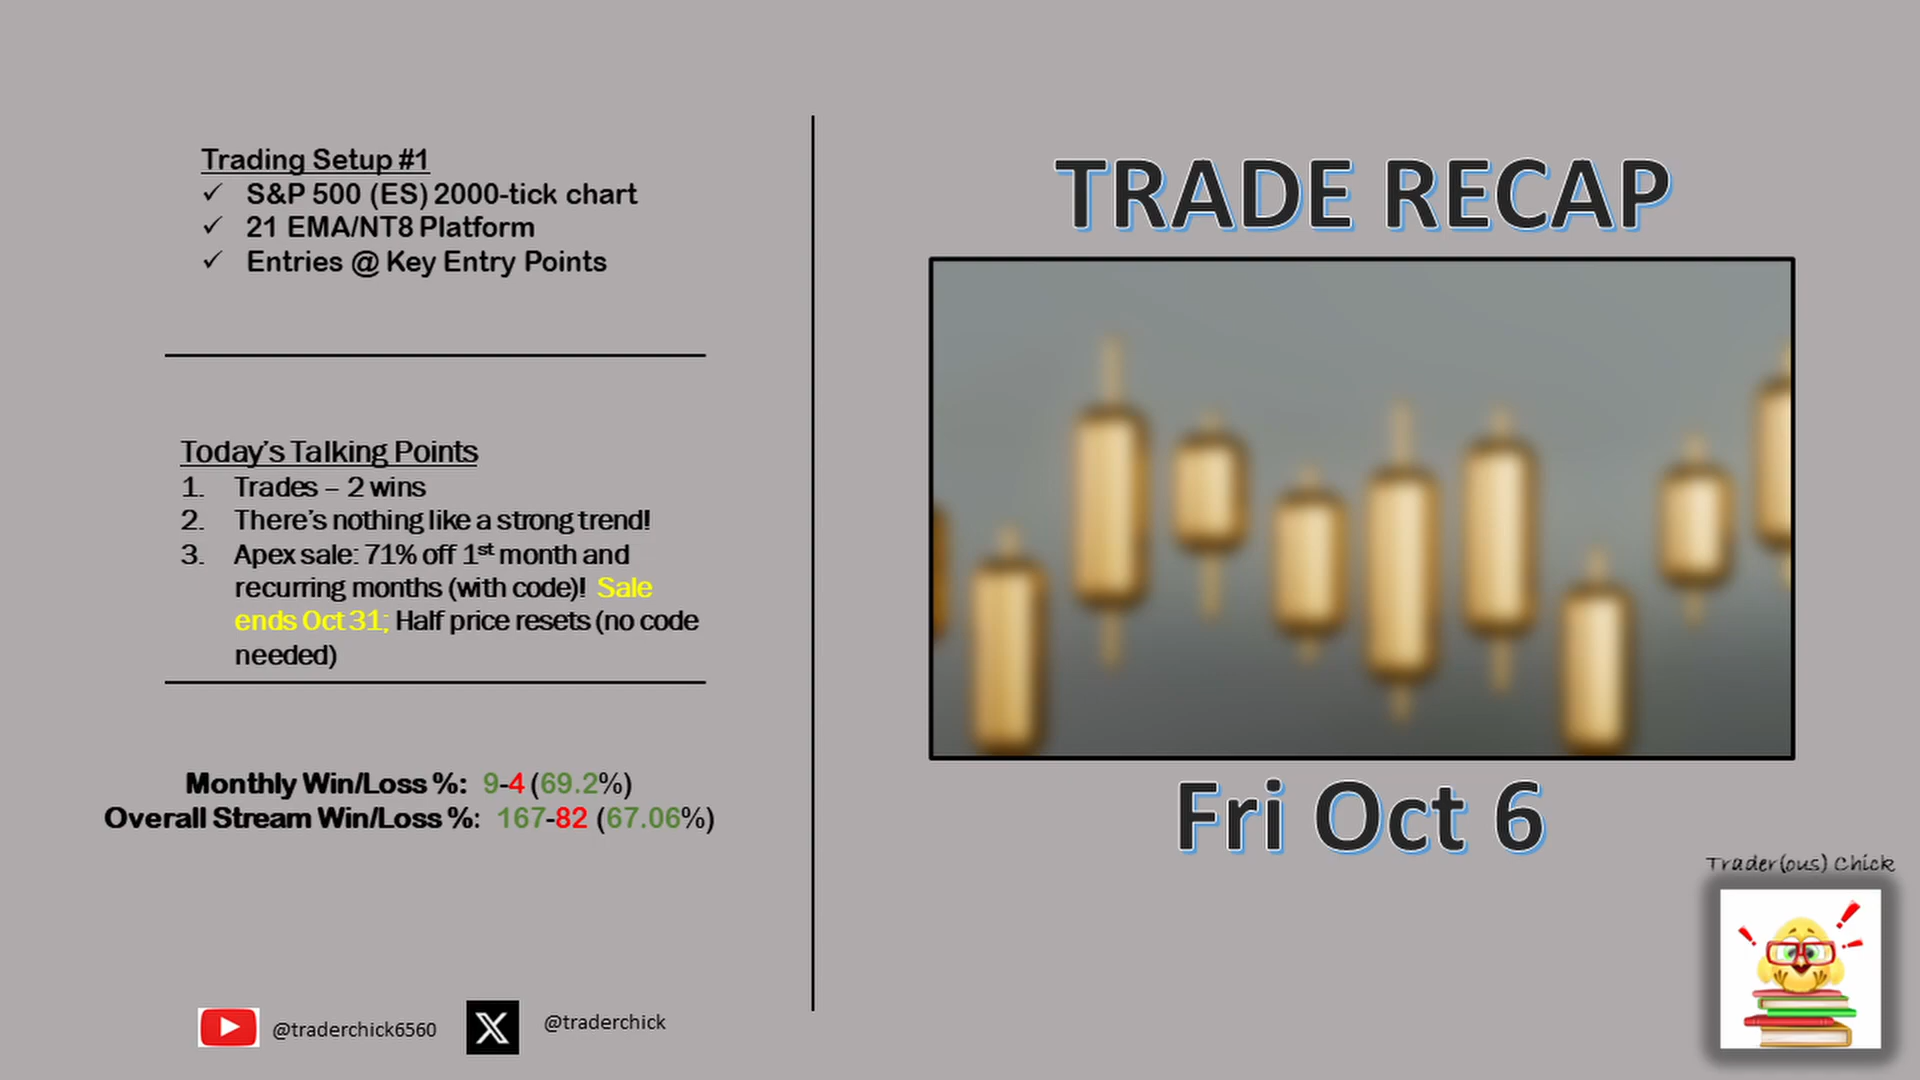 Trading Setup #1
✓ S&P 500 (ES) 2000-tick chart
✓ 21 EMA/NT8 Platform
✓ Entries @ Key Entry Points
Today's Talking Points
1. Trades – 2 wins
2. There's nothing like a strong trend!
3. Apex sale: 71% off 1st month and
recurring months (with code)! Sale
ends Oct 31; Half price resets (no code
needed)
Monthly Win/Loss %: 9-4 (69.2%)
Overall Stream Win/Loss %: 167-82 (67.06%)
@traderchick6560
@traderchick
TRADE RECAP
Fri Oct 6
Trader(ous) Chick